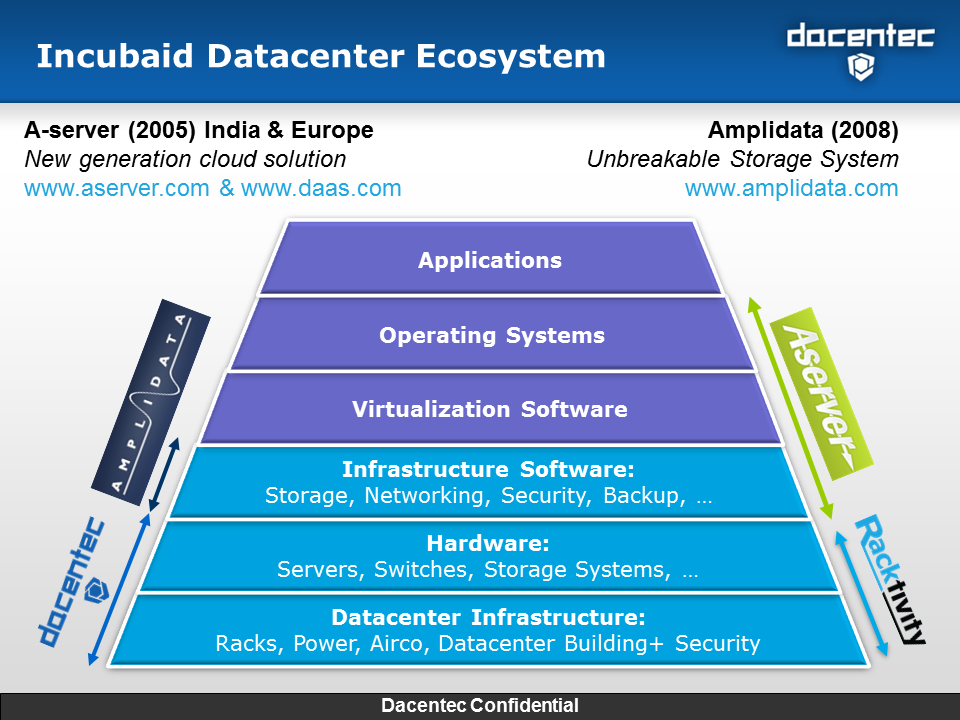 Incubaid Datacenter Ecosystem
dacentec
A-server (2005) India & Europe
New generation cloud solution
www.aserver.com & www.daas.com
Amplidata (2008)
Unbreakable Storage System
www.amplidata.com
Applications
Operating Systems
Virtualization Software
Infrastructure Software:
Storage, Networking, Security, Backup, …
Hardware:
Servers, Switches, Storage Systems, …
Datacenter Infrastructure:
Racks, Power, Airco, Datacenter Building+ Security
AMPLIDATA
dacentec
Aserver
Racktivity
Dacentec Confidential